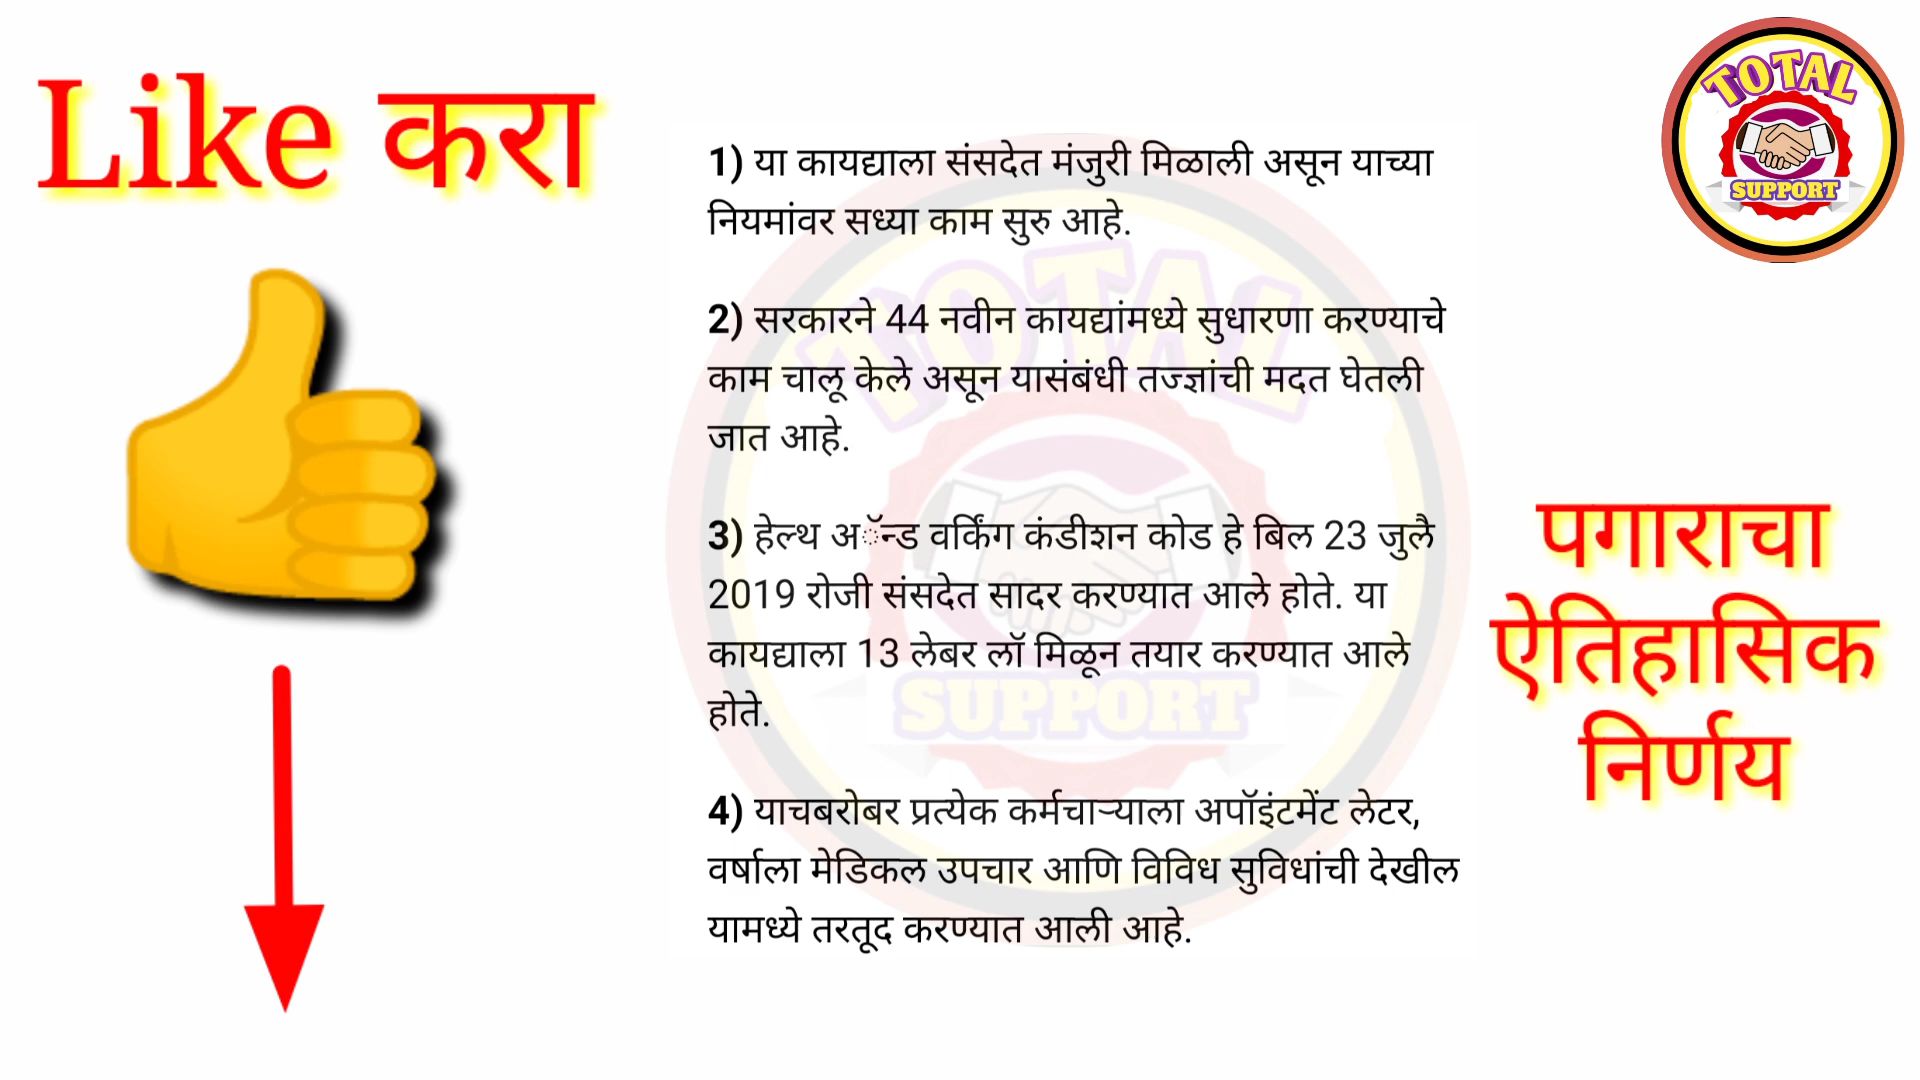 Like करा
TOTAL
SUPPORT
1) या कायद्याला संसदेत मंजुरी मिळाली असून याच्या
नियमांवर सध्या काम सुरु आहे.
2) सरकारने 44 नवीन कायद्यांमध्ये सुधारणा करण्याचे
काम चालू केले असून यासंबंधी तज्ज्ञांची मदत घेतली
जात आहे.
3) हेल्थ अॅन्ड वर्किंग कंडीशन कोड हे बिल 23 जुलै
2019 रोजी संसदेत सादर करण्यात आले होते. या
कायद्याला 13 लेबर लॉ मिळून तयार करण्यात आले
होते.
4) याचबरोबर प्रत्येक कर्मचाऱ्याला अपॉइंटमेंट लेटर,
वर्षाला मेडिकल उपचार आणि विविध सुविधांची देखील
यामध्ये तरतूद करण्यात आली आहे.
TOTAL
SUPPORT
पगाराचा
ऐतिहासिक
निर्णय